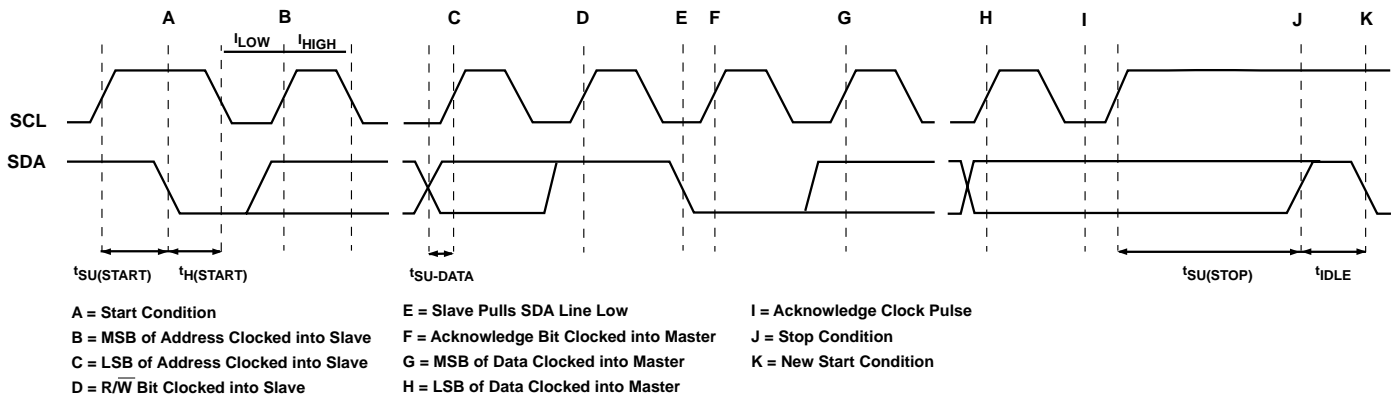 A B C D E F G H I J K
ILOW IHIGH
SCL
SDA
tSU(START) tH(START) tSU-DATA tSU(STOP) tIDLE
A = Start Condition
B = MSB of Address Clocked into Slave
C = LSB of Address Clocked into Slave
D = R/W̅ Bit Clocked into Slave
E = Slave Pulls SDA Line Low
F = Acknowledge Bit Clocked into Master
G = MSB of Data Clocked into Master
H = LSB of Data Clocked into Master
I = Acknowledge Clock Pulse
J = Stop Condition
K = New Start Condition